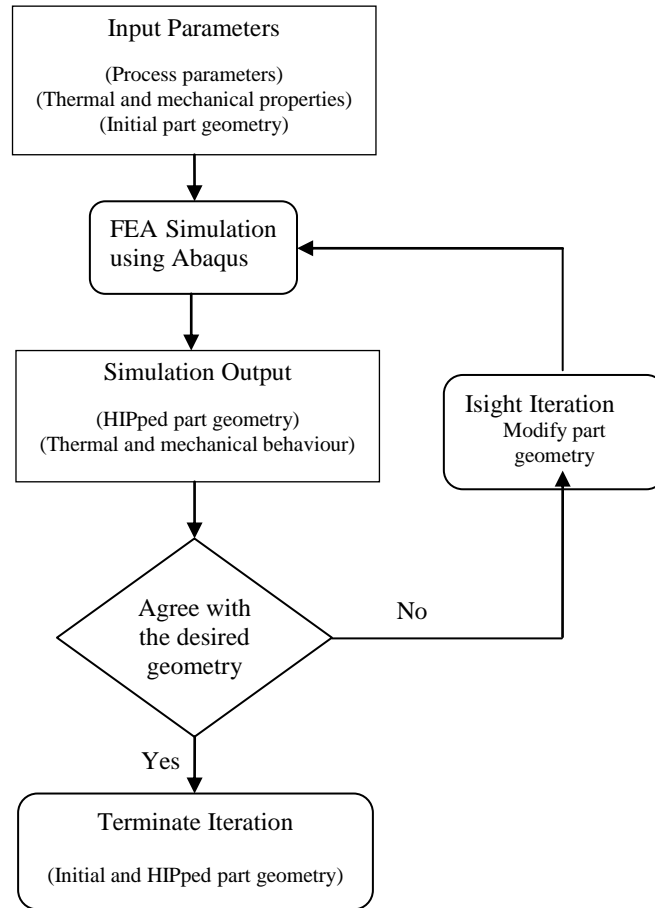 Input Parameters
(Process parameters)
(Thermal and mechanical properties)
(Initial part geometry)
FEA Simulation
using Abaqus
Simulation Output
(HIPped part geometry)
(Thermal and mechanical behaviour)
Isight Iteration
Modify part
geometry
Agree with
the desired
geometry
No
Yes
Terminate Iteration
(Initial and HIPped part geometry)